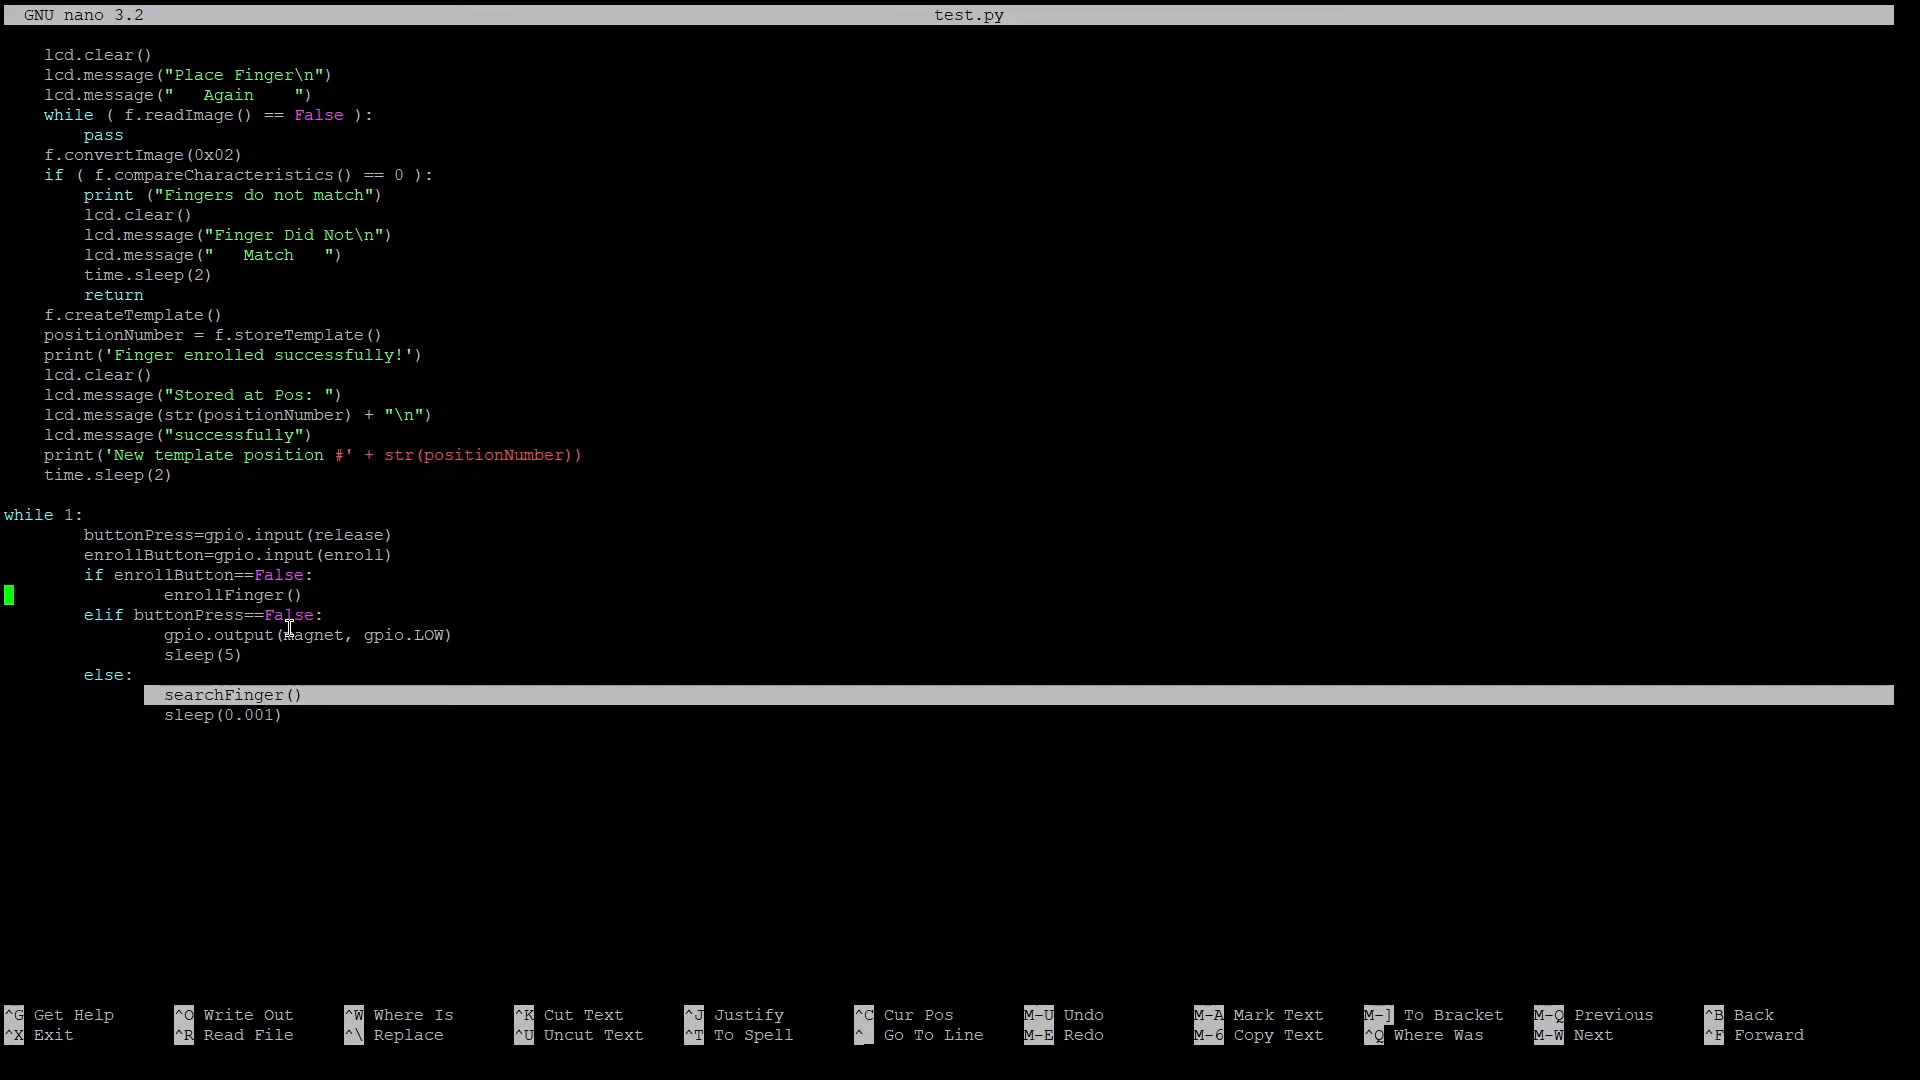 GNU nano 3.2 test.py
lcd.clear()
lcd.message("Place Finger\n")
lcd.message("   Again    ")
while ( f.readImage() == False ):
pass
f.convertImage(0x02)
if ( f.compareCharacteristics() == 0 ):
print ("Fingers do not match")
lcd.clear()
lcd.message("Finger Did Not\n")
lcd.message("   Match   ")
time.sleep(2)
return
f.createTemplate()
positionNumber = f.storeTemplate()
print('Finger enrolled successfully!')
lcd.clear()
lcd.message("Stored at Pos: ")
lcd.message(str(positionNumber) + "\n")
lcd.message("successfully")
print('New template position #' + str(positionNumber))
time.sleep(2)
while 1:
buttonPress=gpio.input(release)
enrollButton=gpio.input(enroll)
if enrollButton==False:
enrollFinger()
elif buttonPress==False:
gpio.output(magnet, gpio.LOW)
sleep(5)
else:
searchFinger()
sleep(0.001)
^G Get Help ^O Write Out ^W Where Is ^K Cut Text ^J Justify ^C Cur Pos M-U Undo M-A Mark Text M-] To Bracket M-Q Previous ^B Back
^X Exit ^R Read File ^\ Replace ^U Uncut Text ^T To Spell ^_ Go To Line M-E Redo M-6 Copy Text ^Q Where Was M-W Next ^F Forward